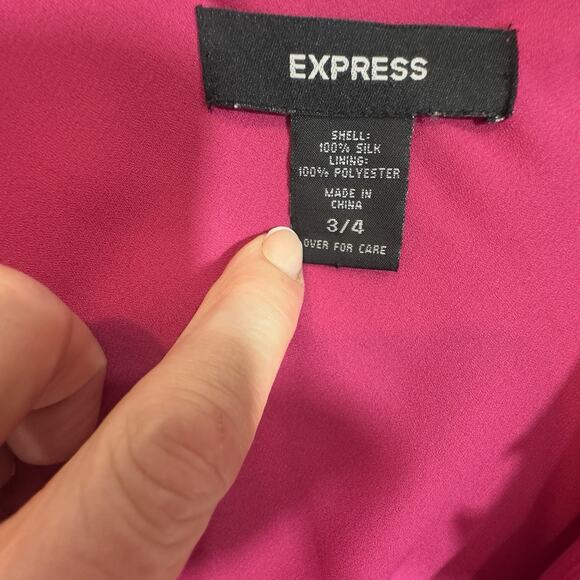 EXPRESS
SHELL:
100% SILK
LINING:
100% POLYESTER
MADE IN
CHINA
3/4
OVER FOR CARE